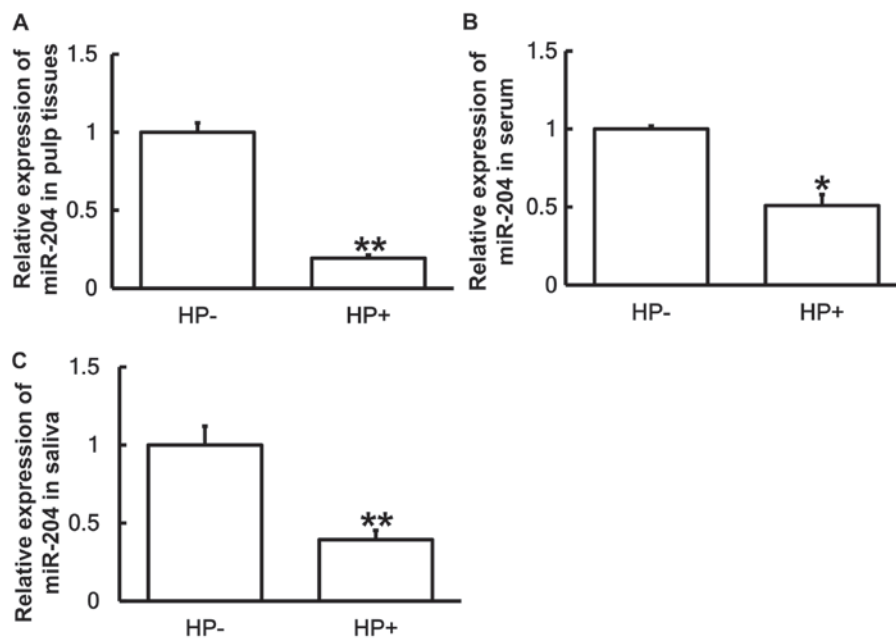 A
Relative expression of
miR-204 in pulp tissues
1.5
1
0.5
0
**
HP-
HP+
B
Relative expression of
miR-204 in serum
1.5
1
0.5
0
*
HP-
HP+
C
Relative expression of
miR-204 in saliva
1.5
1
0.5
0
**
HP-
HP+